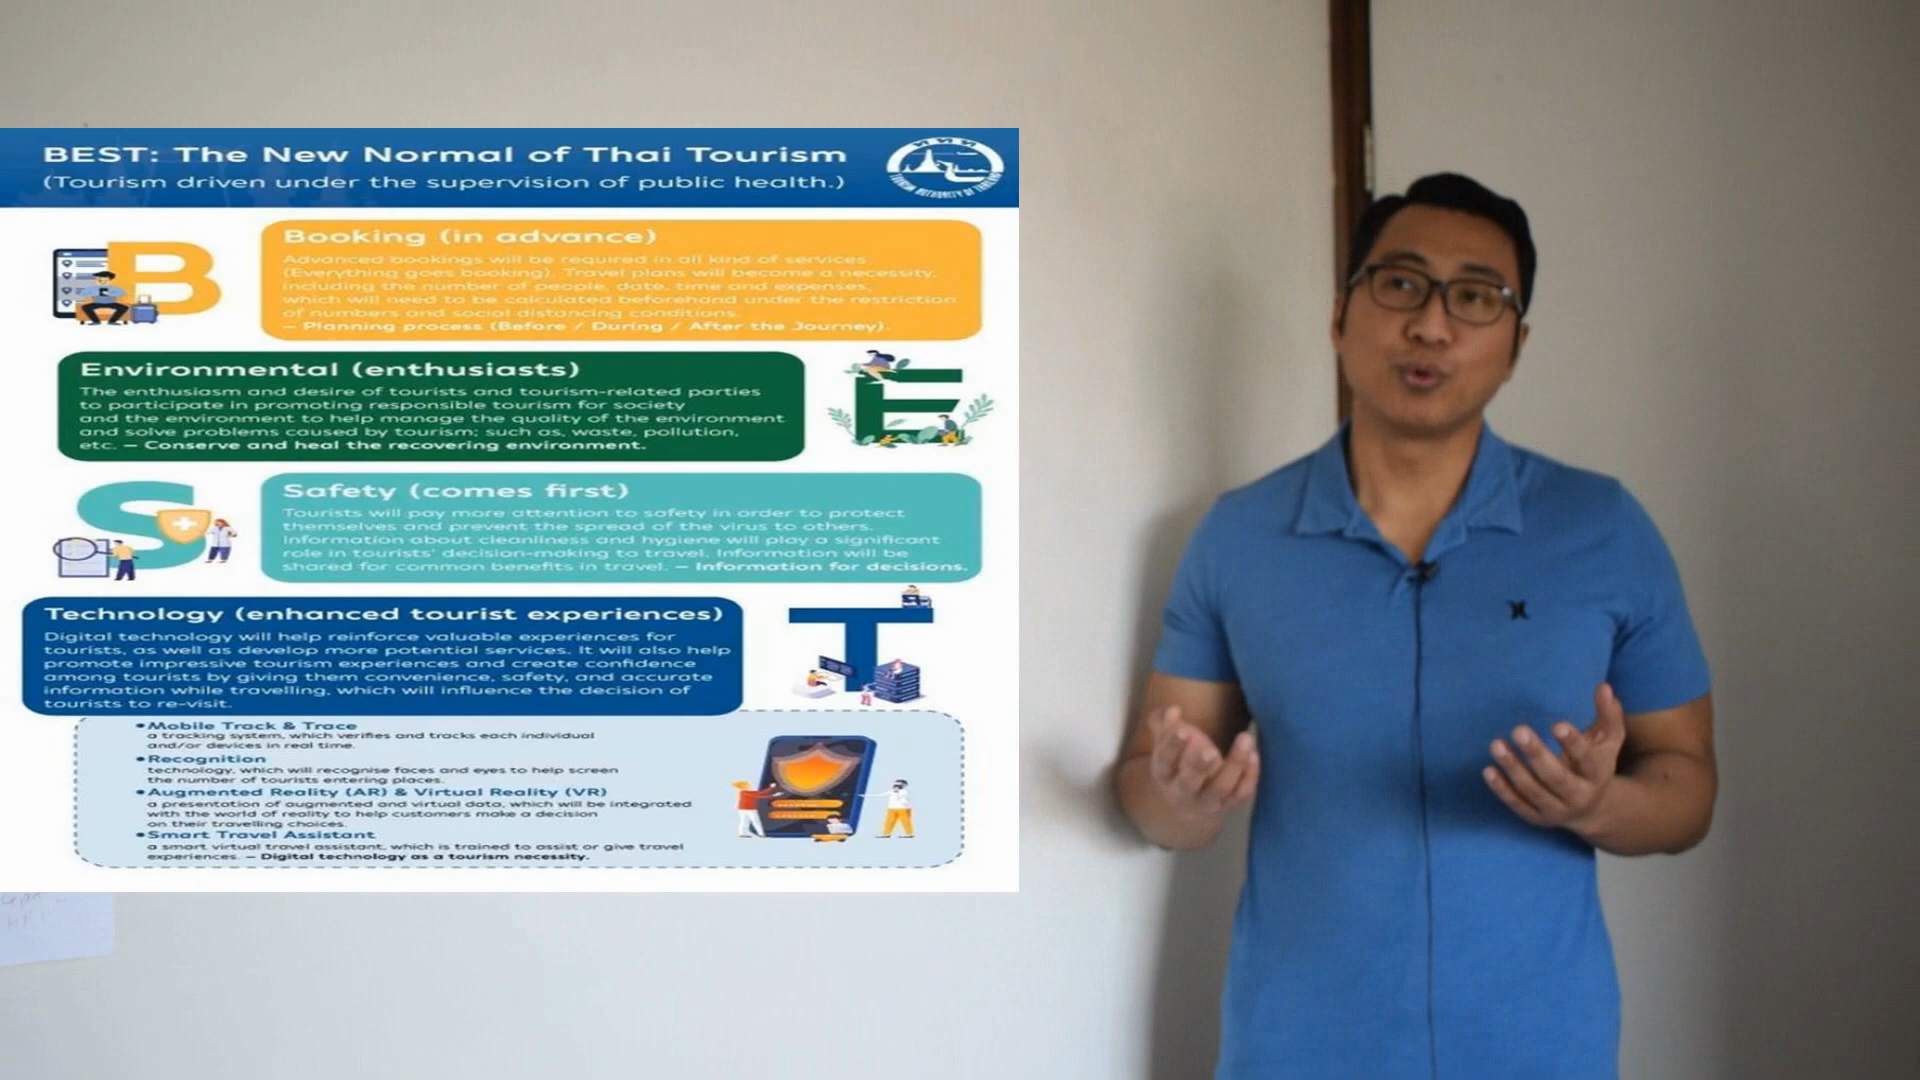 BEST: The New Normal of Thai Tourism
(Tourism driven under the supervision of public health.)
B
Booking (in advance)
Advanced bookings will be required in all kind of services
(Everything goes booking). Travel plans will become a necessity,
including the number of people, date, time and expenses,
which will need to be calculated beforehand under the restriction
of numbers and social distancing conditions.
— Planning process (Before / During / After the Journey).
Environmental (enthusiasts)
The enthusiasm and desire of tourists and tourism-related parties
to participate in promoting responsible tourism for society
and the environment to help manage the quality of the environment
and solve problems caused by tourism; such as, waste, pollution,
etc. — Conserve and heal the recovering environment.
E
S
Safety (comes first)
Tourists will pay more attention to safety in order to protect
themselves and prevent the spread of the virus to others.
Information about cleanliness and hygiene will play a significant
role in tourists' decision-making to travel. Information will be
shared for common benefits in travel. — Information for decisions.
Technology (enhanced tourist experiences)
Digital technology will help reinforce valuable experiences for
tourists, as well as develop more potential services. It will also help
promote impressive tourism experiences and create confidence
among tourists by giving them convenience, safety, and accurate
information while travelling, which will influence the decision of
tourists to re-visit.
T
•Mobile Track & Trace
a tracking system, which verifies and tracks each individual
and/or devices in real time.
•Recognition
technology, which will recognise faces and eyes to help screen
the number of tourists entering places.
•Augmented Reality (AR) & Virtual Reality (VR)
a presentation of augmented and virtual data, which will be integrated
with the world of reality to help customers make a decision
on their travelling choices.
•Smart Travel Assistant
a smart virtual travel assistant, which is trained to assist or give travel
experiences. — Digital technology as a tourism necessity.